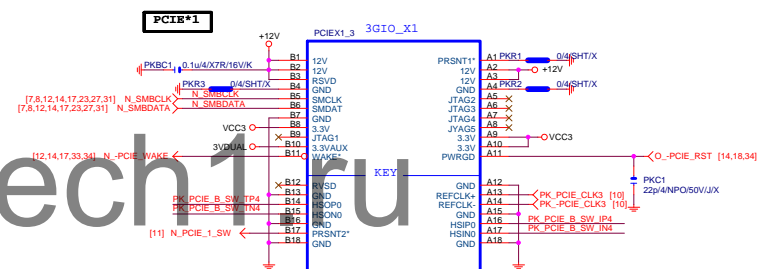 PCIE*1
PCIEX1_3
3GIO_X1
+12V
PKBC1 0.1u/4/X7R/16V/K
PKR3 0/4/SHT/X
[7,8,12,14,17,23,27,31] N_SMBCLK N_SMBCLK
[7,8,12,14,17,23,27,31] N_SMBDATA N_SMBDATA
VCC3
3VDUAL
[12,14,17,33,34] N_-PCIE_WAKE
PK_PCIE_B_SW_TP4
PK_PCIE_B_SW_TN4
[11] N_PCIE_1_SW
B1 12V
B2 12V
B3 RSVD
B4 GND
B5 SMCLK
B6 SMDAT
B7 GND
B8 3.3V
B9 JTAG1
B10 3.3VAUX
B11 WAKE*
KEY
B12 RVSD
B13 GND
B14 HSOP0
B15 HSON0
B16 GND
B17 PRSNT2*
B18 GND
PRSNT1* A1 PKR1 0/4/SHT/X
12V A2 +12V
12V A3
GND A4 PKR2 0/4/SHT/X
JTAG2 A5
JTAG3 A6
JTAG4 A7
JYAG5 A8
3.3V A9 VCC3
3.3V A10
PWRGD A11 O_-PCIE_RST [14,18,34]
PKC1
22p/4/NPO/50V/J/X
GND A12
REFCLK+ A13 PK_PCIE_CLK3 [10]
REFCLK- A14 PK_-PCIE_CLK3 [10]
GND A15
HSIP0 A16 PK_PCIE_B_SW_IP4
HSIN0 A17 PK_PCIE_B_SW_IN4
GND A18
ech1.ru